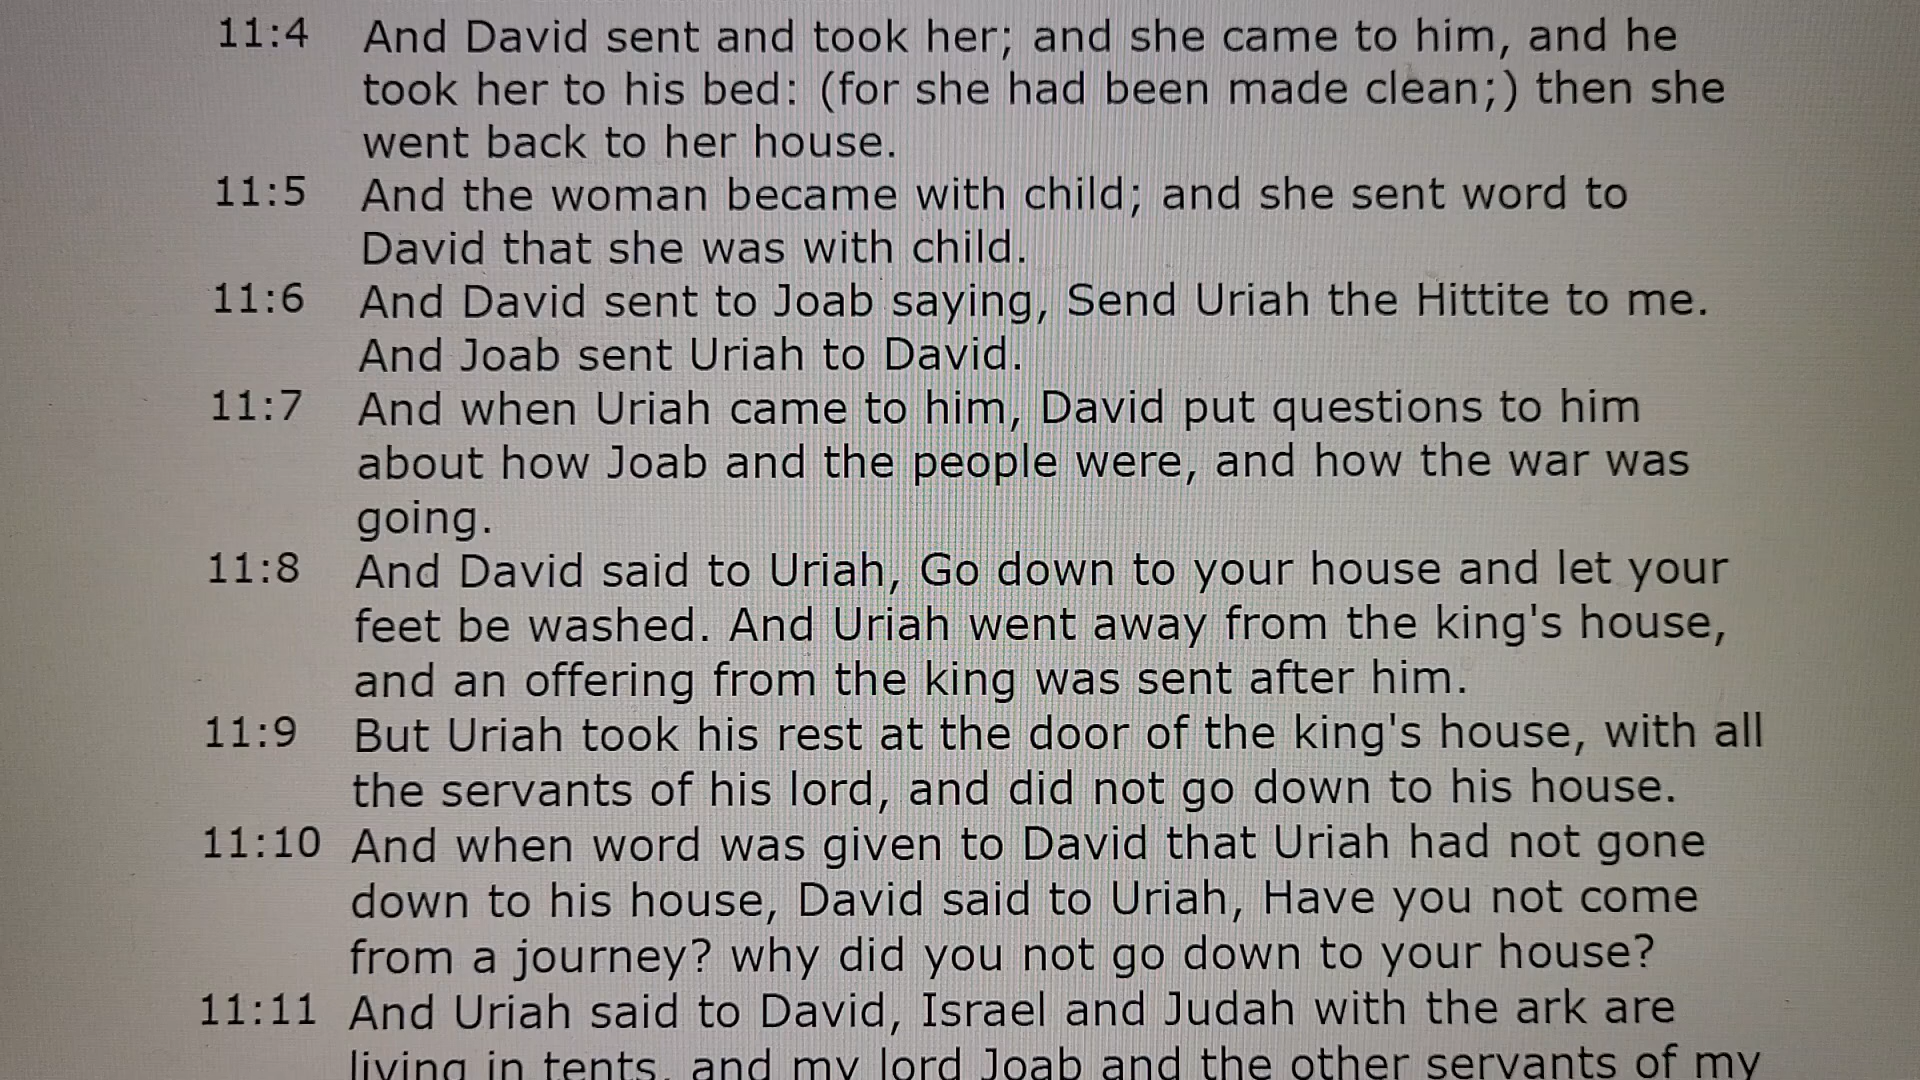 11:4 And David sent and took her; and she came to him, and he
took her to his bed: (for she had been made clean;) then she
went back to her house.
11:5 And the woman became with child; and she sent word to
David that she was with child.
11:6 And David sent to Joab saying, Send Uriah the Hittite to me.
And Joab sent Uriah to David.
11:7 And when Uriah came to him, David put questions to him
about how Joab and the people were, and how the war was
going.
11:8 And David said to Uriah, Go down to your house and let your
feet be washed. And Uriah went away from the king's house,
and an offering from the king was sent after him.
11:9 But Uriah took his rest at the door of the king's house, with all
the servants of his lord, and did not go down to his house.
11:10 And when word was given to David that Uriah had not gone
down to his house, David said to Uriah, Have you not come
from a journey? why did you not go down to your house?
11:11 And Uriah said to David, Israel and Judah with the ark are
living in tents, and my lord Joab and the other servants of my